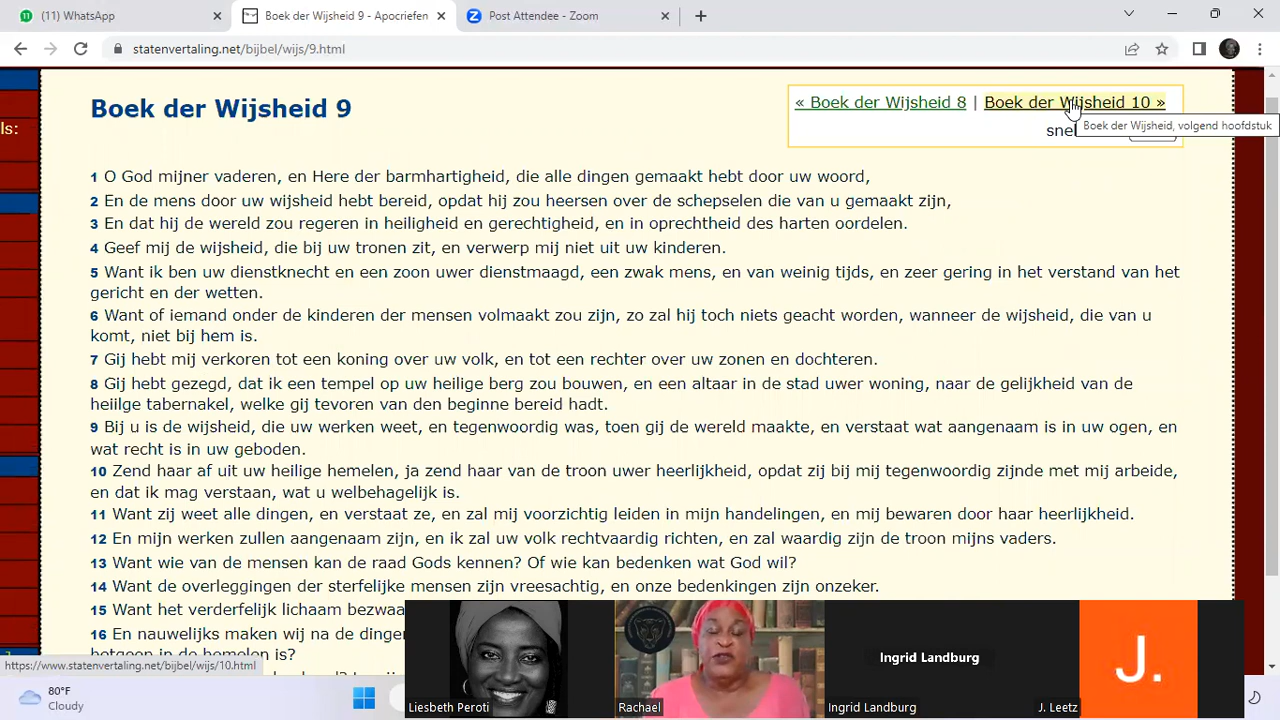 (11) WhatsApp
Boek der Wijsheid 9 - Apocriefen
Post Attendee - Zoom
statenvertaling.net/bijbel/wijs/9.html
Boek der Wijsheid 9
« Boek der Wijsheid 8 | Boek der Wijsheid 10 »
ls:
snel
Boek der Wijsheid, volgend hoofdstuk
1 O God mijner vaderen, en Here der barmhartigheid, die alle dingen gemaakt hebt door uw woord,
2 En de mens door uw wijsheid hebt bereid, opdat hij zou heersen over de schepselen die van u gemaakt zijn,
3 En dat hij de wereld zou regeren in heiligheid en gerechtigheid, en in oprechtheid des harten oordelen.
4 Geef mij de wijsheid, die bij uw tronen zit, en verwerp mij niet uit uw kinderen.
5 Want ik ben uw dienstknecht en een zoon uwer dienstmaagd, een zwak mens, en van weinig tijds, en zeer gering in het verstand van het
gericht en der wetten.
6 Want of iemand onder de kinderen der mensen volmaakt zou zijn, zo zal hij toch niets geacht worden, wanneer de wijsheid, die van u
komt, niet bij hem is.
7 Gij hebt mij verkoren tot een koning over uw volk, en tot een rechter over uw zonen en dochteren.
8 Gij hebt gezegd, dat ik een tempel op uw heilige berg zou bouwen, en een altaar in de stad uwer woning, naar de gelijkheid van de
heiilge tabernakel, welke gij tevoren van den beginne bereid hadt.
9 Bij u is de wijsheid, die uw werken weet, en tegenwoordig was, toen gij de wereld maakte, en verstaat wat aangenaam is in uw ogen, en
wat recht is in uw geboden.
10 Zend haar af uit uw heilige hemelen, ja zend haar van de troon uwer heerlijkheid, opdat zij bij mij tegenwoordig zijnde met mij arbeide,
en dat ik mag verstaan, wat u welbehagelijk is.
11 Want zij weet alle dingen, en verstaat ze, en zal mij voorzichtig leiden in mijn handelingen, en mij bewaren door haar heerlijkheid.
12 En mijn werken zullen aangenaam zijn, en ik zal uw volk rechtvaardig richten, en zal waardig zijn de troon mijns vaders.
13 Want wie van de mensen kan de raad Gods kennen? Of wie kan bedenken wat God wil?
14 Want de overleggingen der sterfelijke mensen zijn vreesachtig, en onze bedenkingen zijn onzeker.
15 Want het verderfelijk lichaam bezwaa
16 En nauwelijks maken wij na de dingen
hetgeen in de hemelen is?
https://www.statenvertaling.net/bijbel/wijs/10.html
80°F
Cloudy
Ingrid Landburg
J.
Liesbeth Peroti
Rachael
Ingrid Landburg
J. Leetz